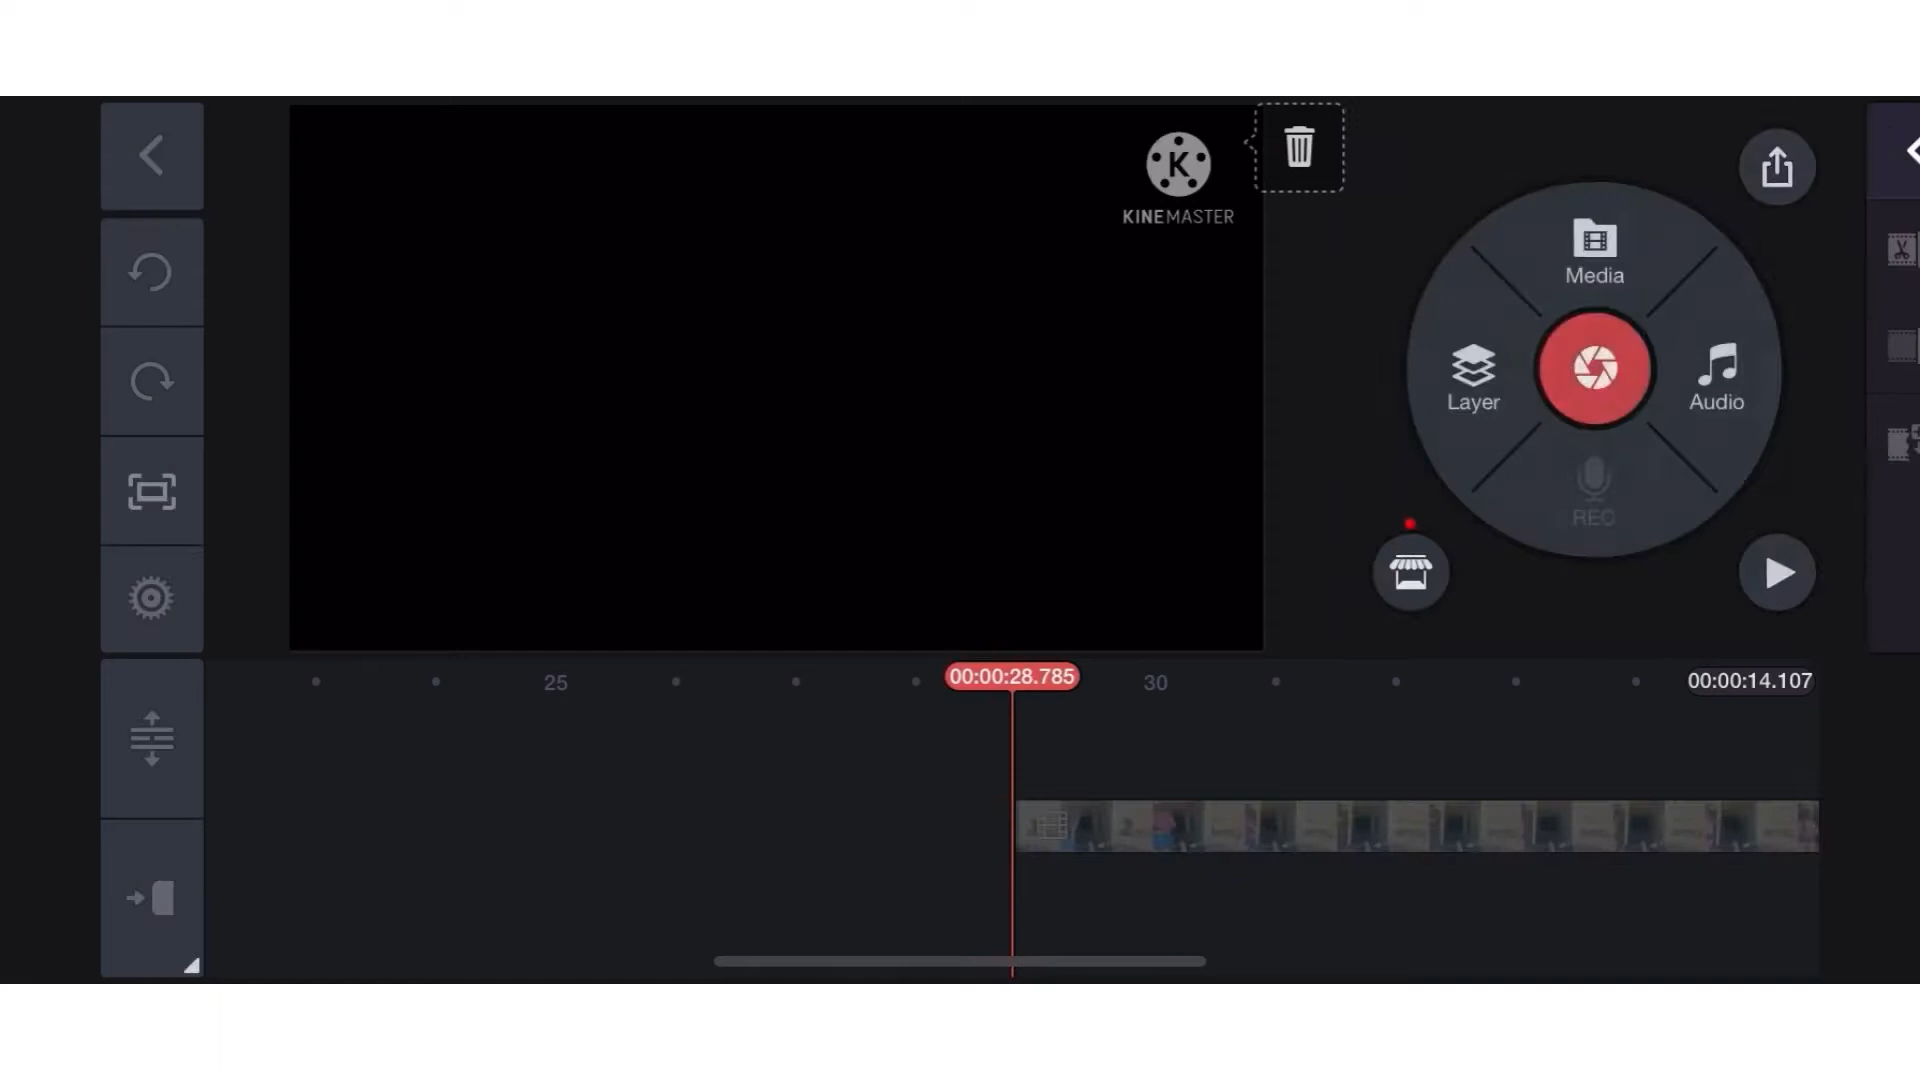 K
KINEMASTER
Media
Layer
Audio
REC
25
00:00:28.785
30
00:00:14.107